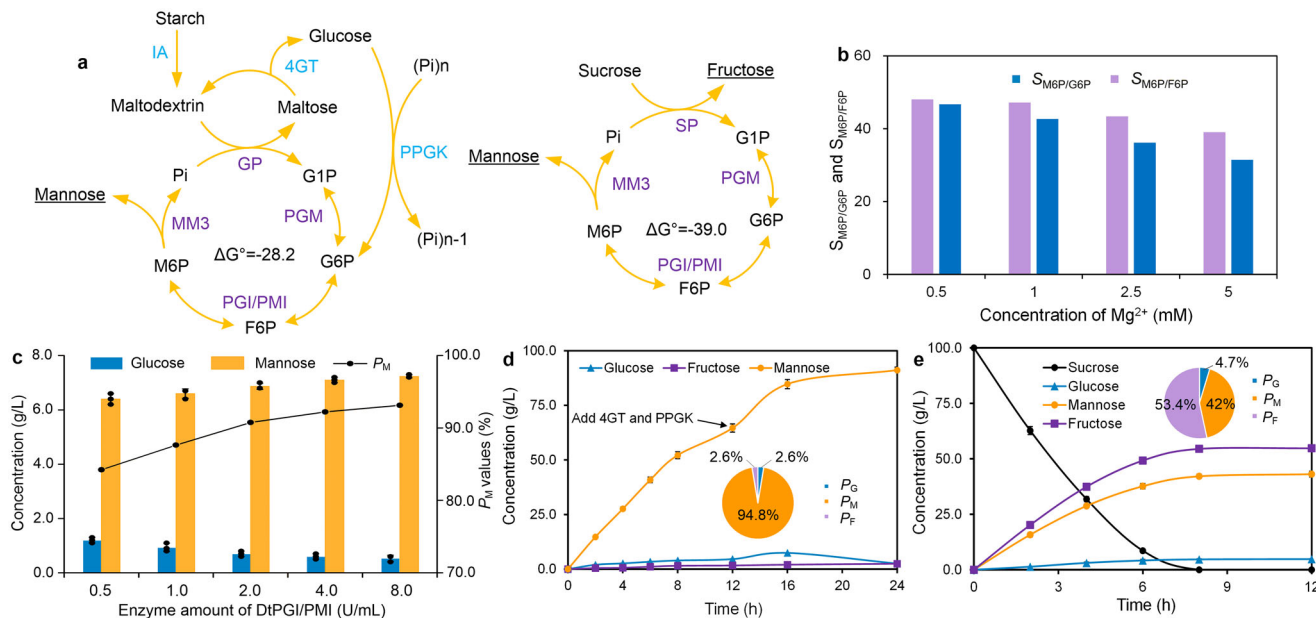 a
Starch
IA
Glucose
4GT
(Pi)n
Maltodextrin
Maltose
PPGK
GP
Pi
G1P
Mannose
MM3
PGM
(Pi)n-1
M6P
ΔG°=-28.2
G6P
PGI/PMI
F6P
Sucrose
Fructose
SP
Pi
G1P
Mannose
MM3
PGM
M6P
ΔG°=-39.0
G6P
PGI/PMI
F6P
b
S_M6P/G6P and S_M6P/F6P
60
40
20
0
S_M6P/G6P
S_M6P/F6P
0.5
1
2.5
5
Concentration of Mg²⁺ (mM)
c
Glucose
Mannose
P_M
Concentration (g/L)
8.0
6.0
4.0
2.0
0.0
100.0
90.0
80.0
70.0
P_M values (%)
0.5
1.0
2.0
4.0
8.0
Enzyme amount of DtPGI/PMI (U/mL)
d
Concentration (g/L)
100.0
75.0
50.0
25.0
0.0
Glucose
Fructose
Mannose
Add 4GT and PPGK
2.6%
2.6%
94.8%
P_G
P_M
P_F
0
4
8
12
16
20
24
Time (h)
e
Concentration (g/L)
100.0
75.0
50.0
25.0
0.0
Sucrose
Glucose
Mannose
Fructose
4.7%
53.4%
42%
P_G
P_M
P_F
0
3
6
9
12
Time (h)